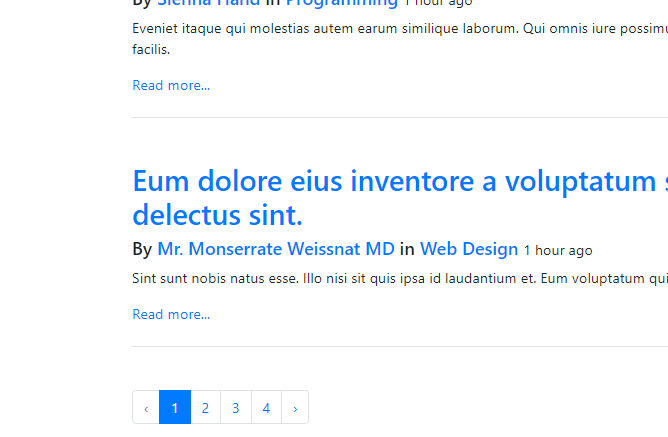 By Sienna Hand in Programming 1 hour ago
Eveniet itaque qui molestias autem earum similique laborum. Qui omnis iure possimu
facilis.
Read more...
Eum dolore eius inventore a voluptatum s
delectus sint.
By Mr. Monserrate Weissnat MD in Web Design 1 hour ago
Sint sunt nobis natus esse. Illo nisi sit quis ipsa id laudantium et. Eum voluptatum qui
Read more...
‹ 1 2 3 4 ›